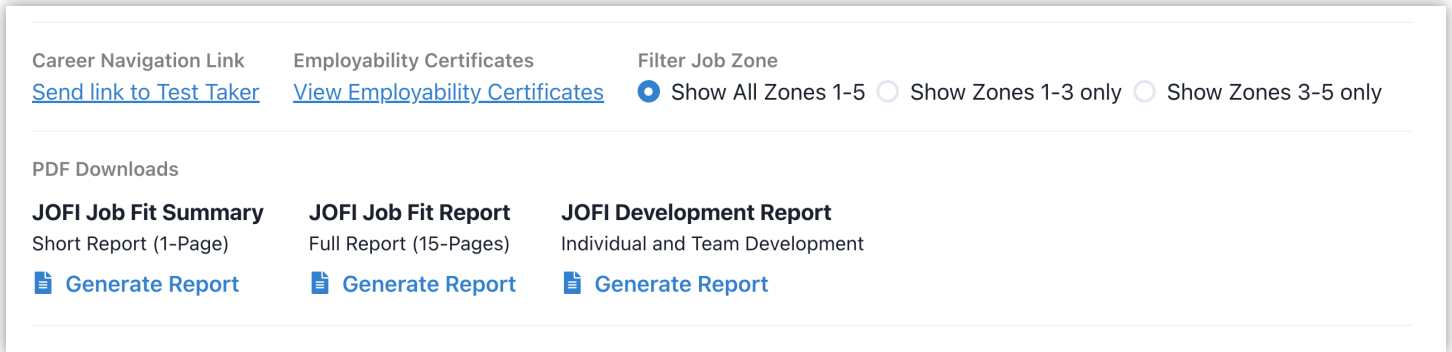 Career Navigation Link
Send link to Test Taker
Employability Certificates
View Employability Certificates
Filter Job Zone
Show All Zones 1-5
Show Zones 1-3 only
Show Zones 3-5 only
PDF Downloads
JOFI Job Fit Summary
Short Report (1-Page)
Generate Report
JOFI Job Fit Report
Full Report (15-Pages)
Generate Report
JOFI Development Report
Individual and Team Development
Generate Report